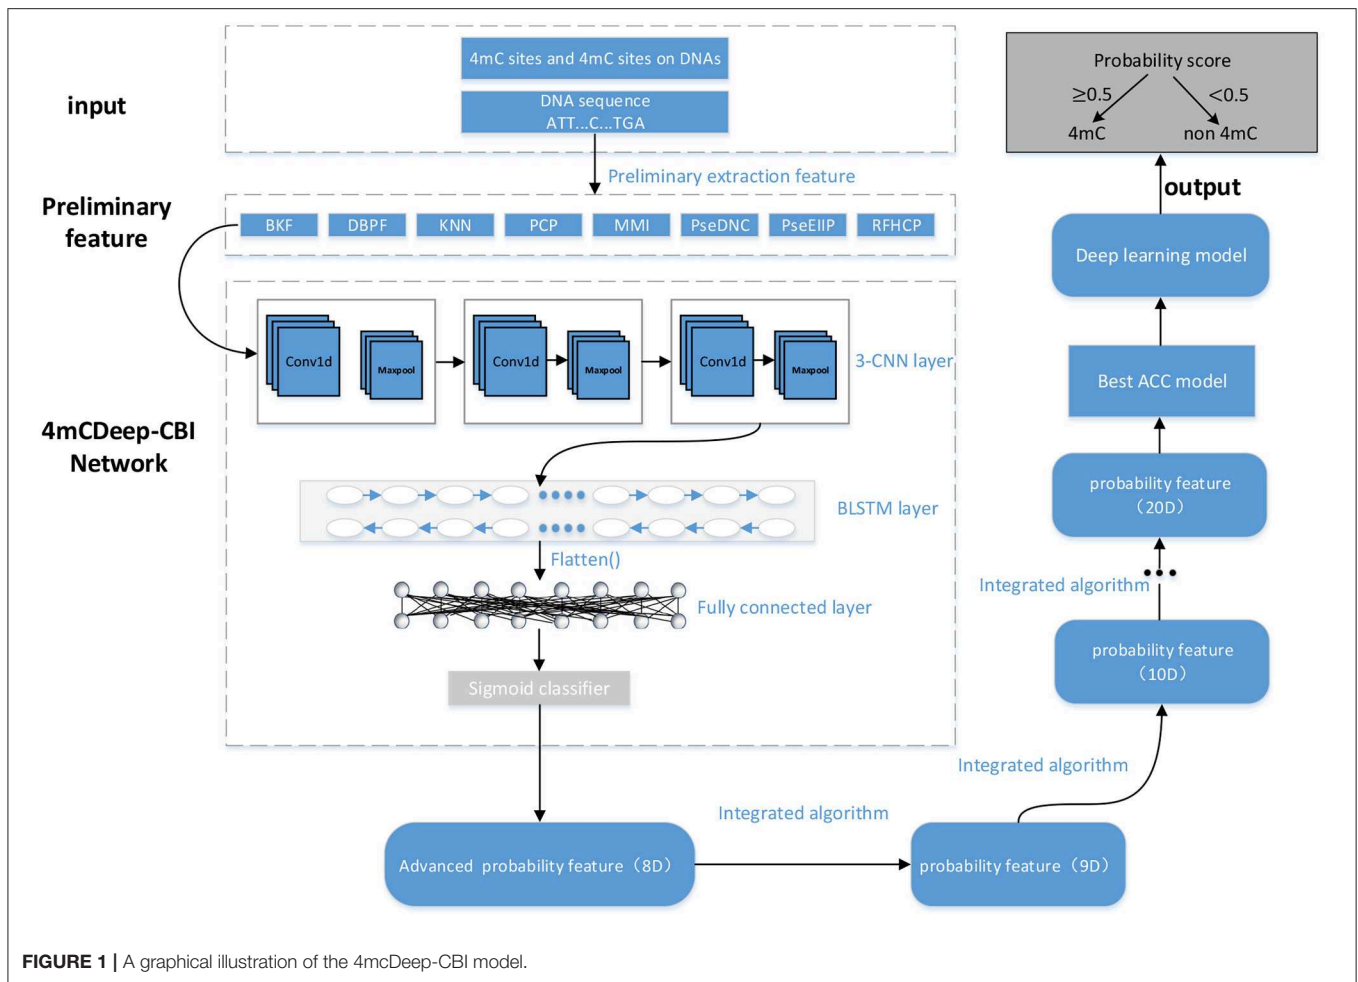 input
4mC sites and 4mC sites on DNAs
DNA sequence
ATT...C...TGA
Preliminary extraction feature
Preliminary
feature
BKF
DBPF
KNN
PCP
MMI
PseDNC
PseEIIP
RFHCP
4mCDeep-CBI
Network
Conv1d
Maxpool
Conv1d
Maxpool
Conv1d
Maxpool
3-CNN layer
BLSTM layer
Flatten()
Fully connected layer
Sigmoid classifier
Advanced probability feature（8D）
Integrated algorithm
probability feature（9D）
Integrated algorithm
probability feature
（10D）
Integrated algorithm
probability feature
（20D）
Best ACC model
Deep learning model
output
Probability score
≥0.5
<0.5
4mC
non 4mC
FIGURE 1 | A graphical illustration of the 4mcDeep-CBI model.